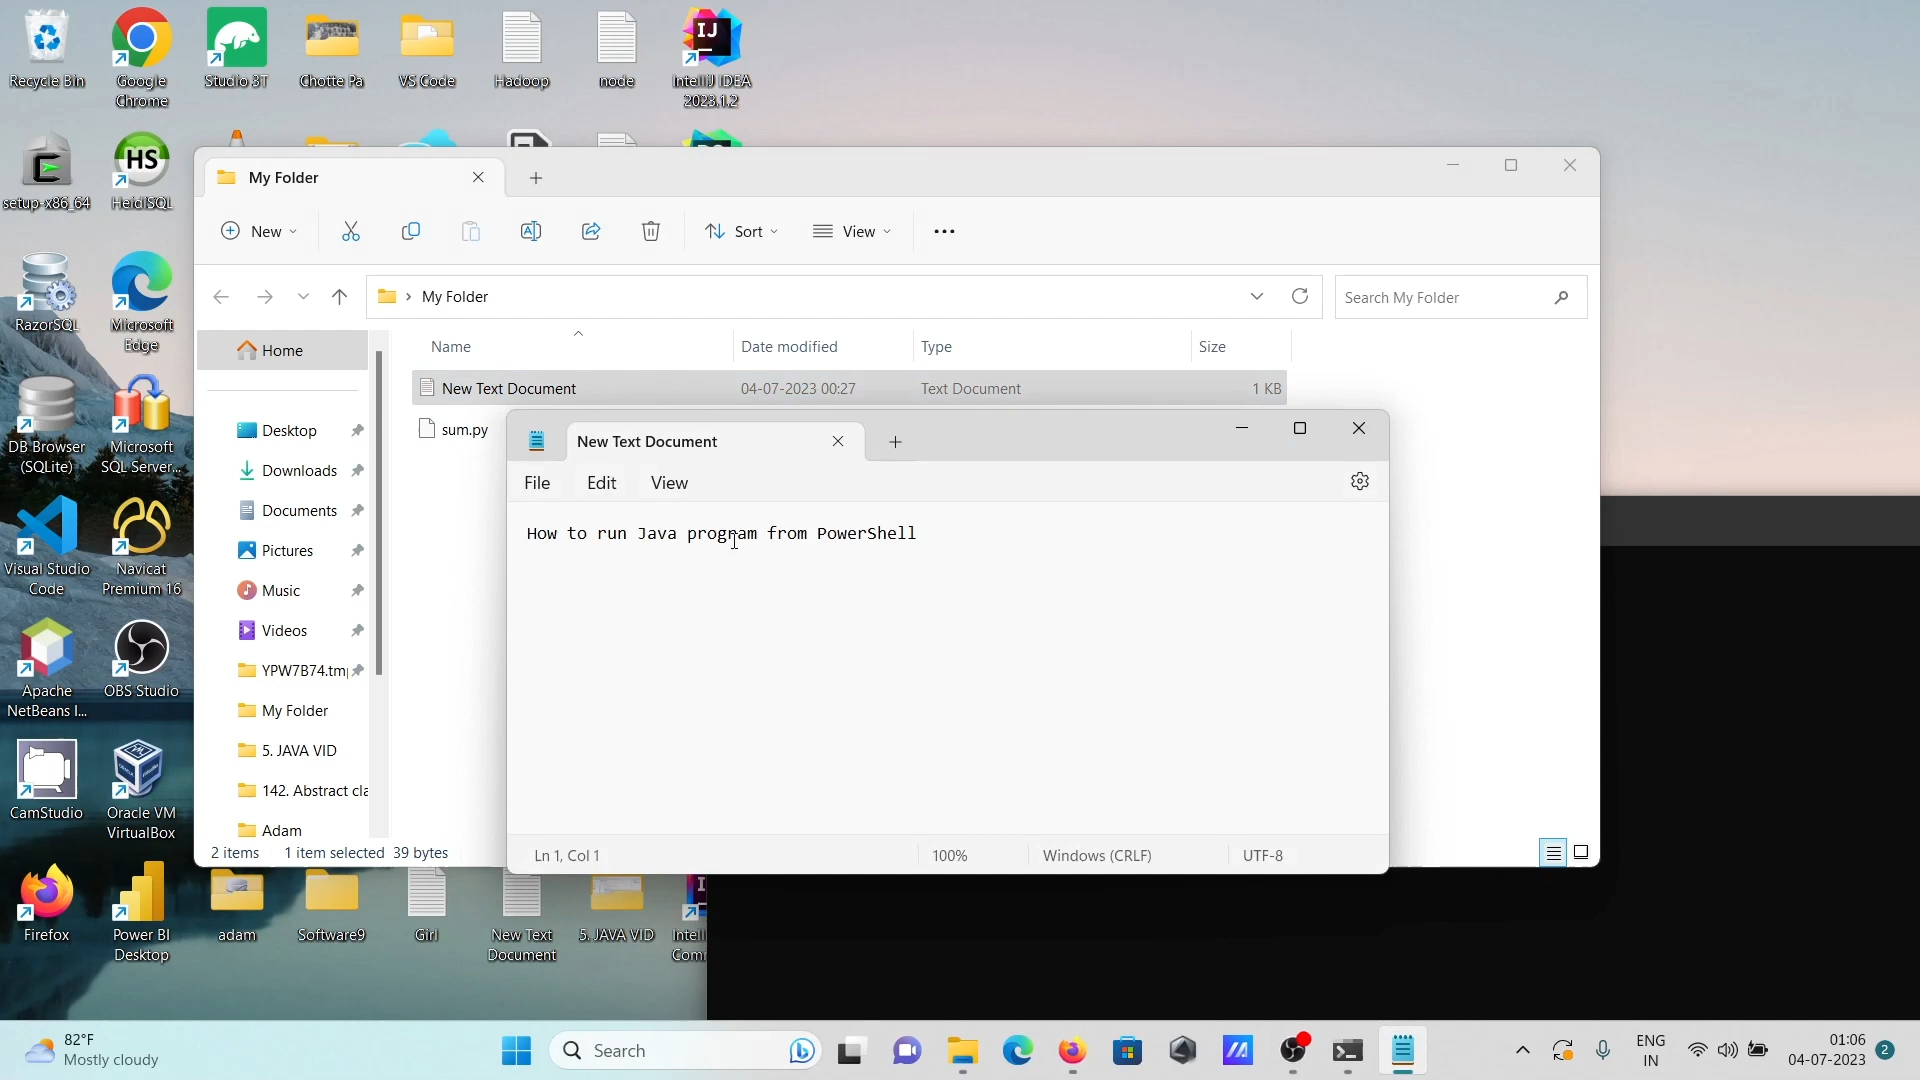 Recycle Bin
Google Chrome
Studio 3T
Chotte Pa
VS Code
Hadoop
node
IntelliJ IDEA 2023.1.2
setup-x86_64
HeidiSQL
RazorSQL
Microsoft Edge
DB Browser (SQLite)
Microsoft SQL Server...
Visual Studio Code
Navicat Premium 16
Apache NetBeans I...
OBS Studio
CamStudio
Oracle VM VirtualBox
Firefox
Power BI Desktop
adam
Software9
Girl
New Text Document
5. JAVA VID
My Folder
New
Sort
View
My Folder
Search My Folder
Name
Date modified
Type
Size
New Text Document
04-07-2023 00:27
Text Document
1 KB
sum.py
Home
Desktop
Downloads
Documents
Pictures
Music
Videos
YPW7B74.tm
My Folder
5. JAVA VID
142. Abstract cla
Adam
2 items
1 item selected 39 bytes
New Text Document
File
Edit
View
How to run Java program from PowerShell
Ln 1, Col 1
100%
Windows (CRLF)
UTF-8
82°F
Mostly cloudy
Search
ENG
IN
01:06
04-07-2023
2